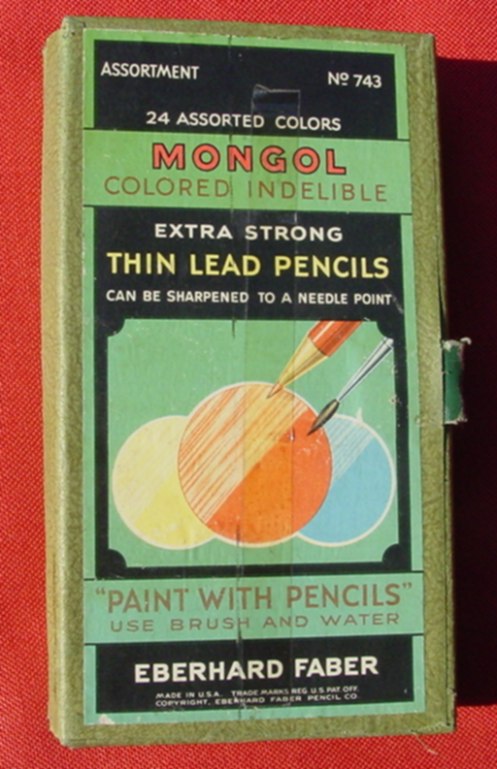 ASSORTMENT Nº 743
24 ASSORTED COLORS
MONGOL
COLORED INDELIBLE
EXTRA STRONG
THIN LEAD PENCILS
CAN BE SHARPENED TO A NEEDLE POINT
"PAINT WITH PENCILS"
USE BRUSH AND WATER
EBERHARD FABER
MADE IN U.S.A. TRADE MARKS REG U.S. PAT. OFF.
COPYRIGHT, EBERHARD FABER PENCIL CO.